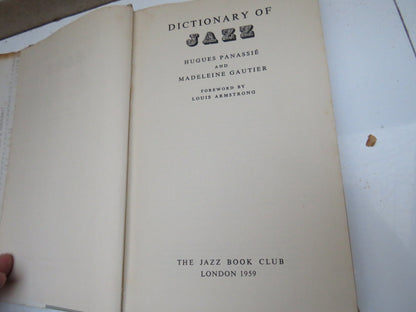 DICTIONARY OF
JAZZ
HUGUES PANASSIÉ
AND
MADELEINE GAUTIER
FOREWORD BY
LOUIS ARMSTRONG
THE JAZZ BOOK CLUB
LONDON 1959